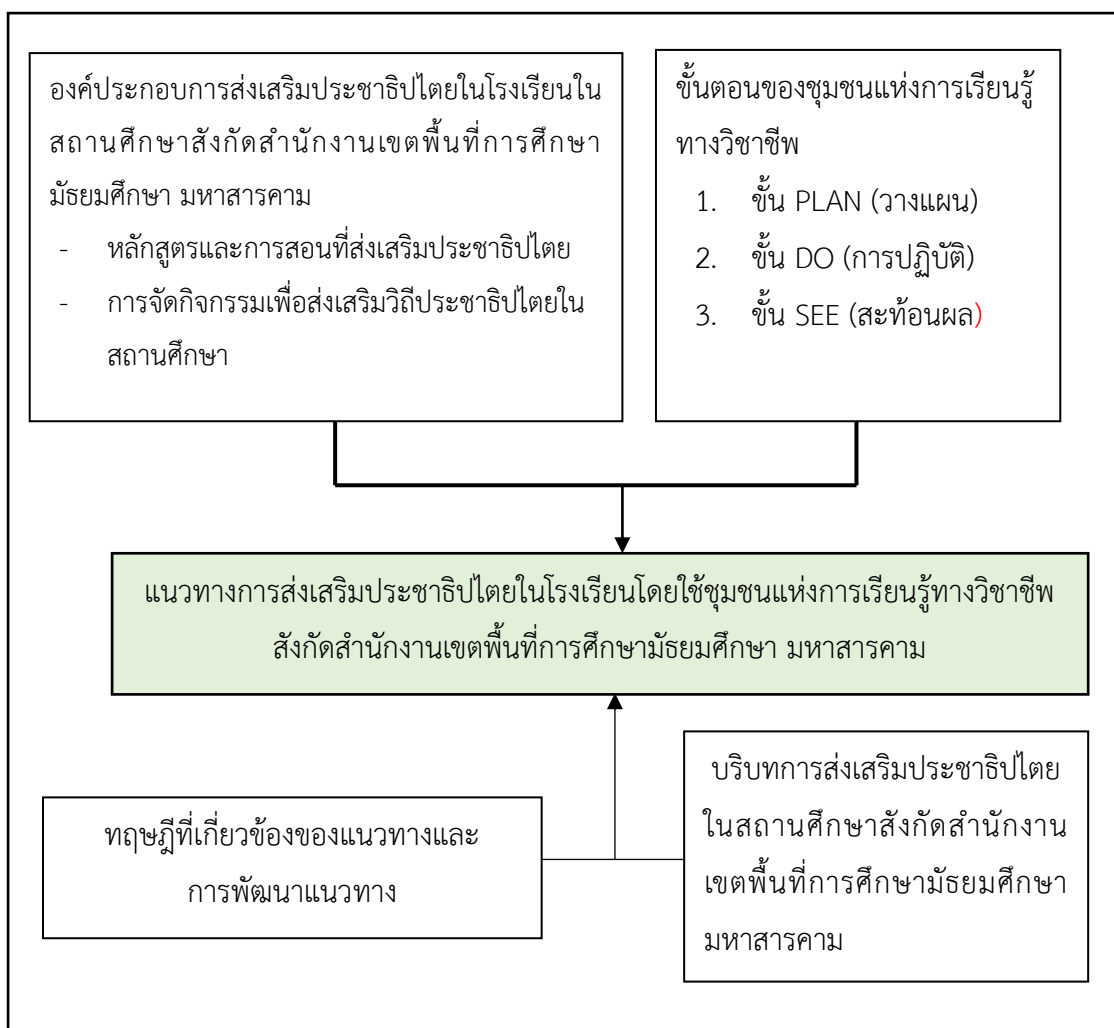 องค์ประกอบการส่งเสริมประชาธิปไตยในโรงเรียนใน
สถานศึกษาสังกัดสำนักงานเขตพื้นที่การศึกษา
มัธยมศึกษา มหาสารคาม
- หลักสูตรและการสอนที่ส่งเสริมประชาธิปไตย
- การจัดกิจกรรมเพื่อส่งเสริมวิถีประชาธิปไตยใน
สถานศึกษา
ขั้นตอนของชุมชนแห่งการเรียนรู้
ทางวิชาชีพ
1. ขั้น PLAN (วางแผน)
2. ขั้น DO (การปฏิบัติ)
3. ขั้น SEE (สะท้อนผล)
แนวทางการส่งเสริมประชาธิปไตยในโรงเรียนโดยใช้ชุมชนแห่งการเรียนรู้ทางวิชาชีพ
สังกัดสำนักงานเขตพื้นที่การศึกษามัธยมศึกษา มหาสารคาม
ทฤษฎีที่เกี่ยวข้องของแนวทางและ
การพัฒนาแนวทาง
บริบทการส่งเสริมประชาธิปไตย
ในสถานศึกษาสังกัดสำนักงาน
เขตพื้นที่การศึกษามัธยมศึกษา
มหาสารคาม